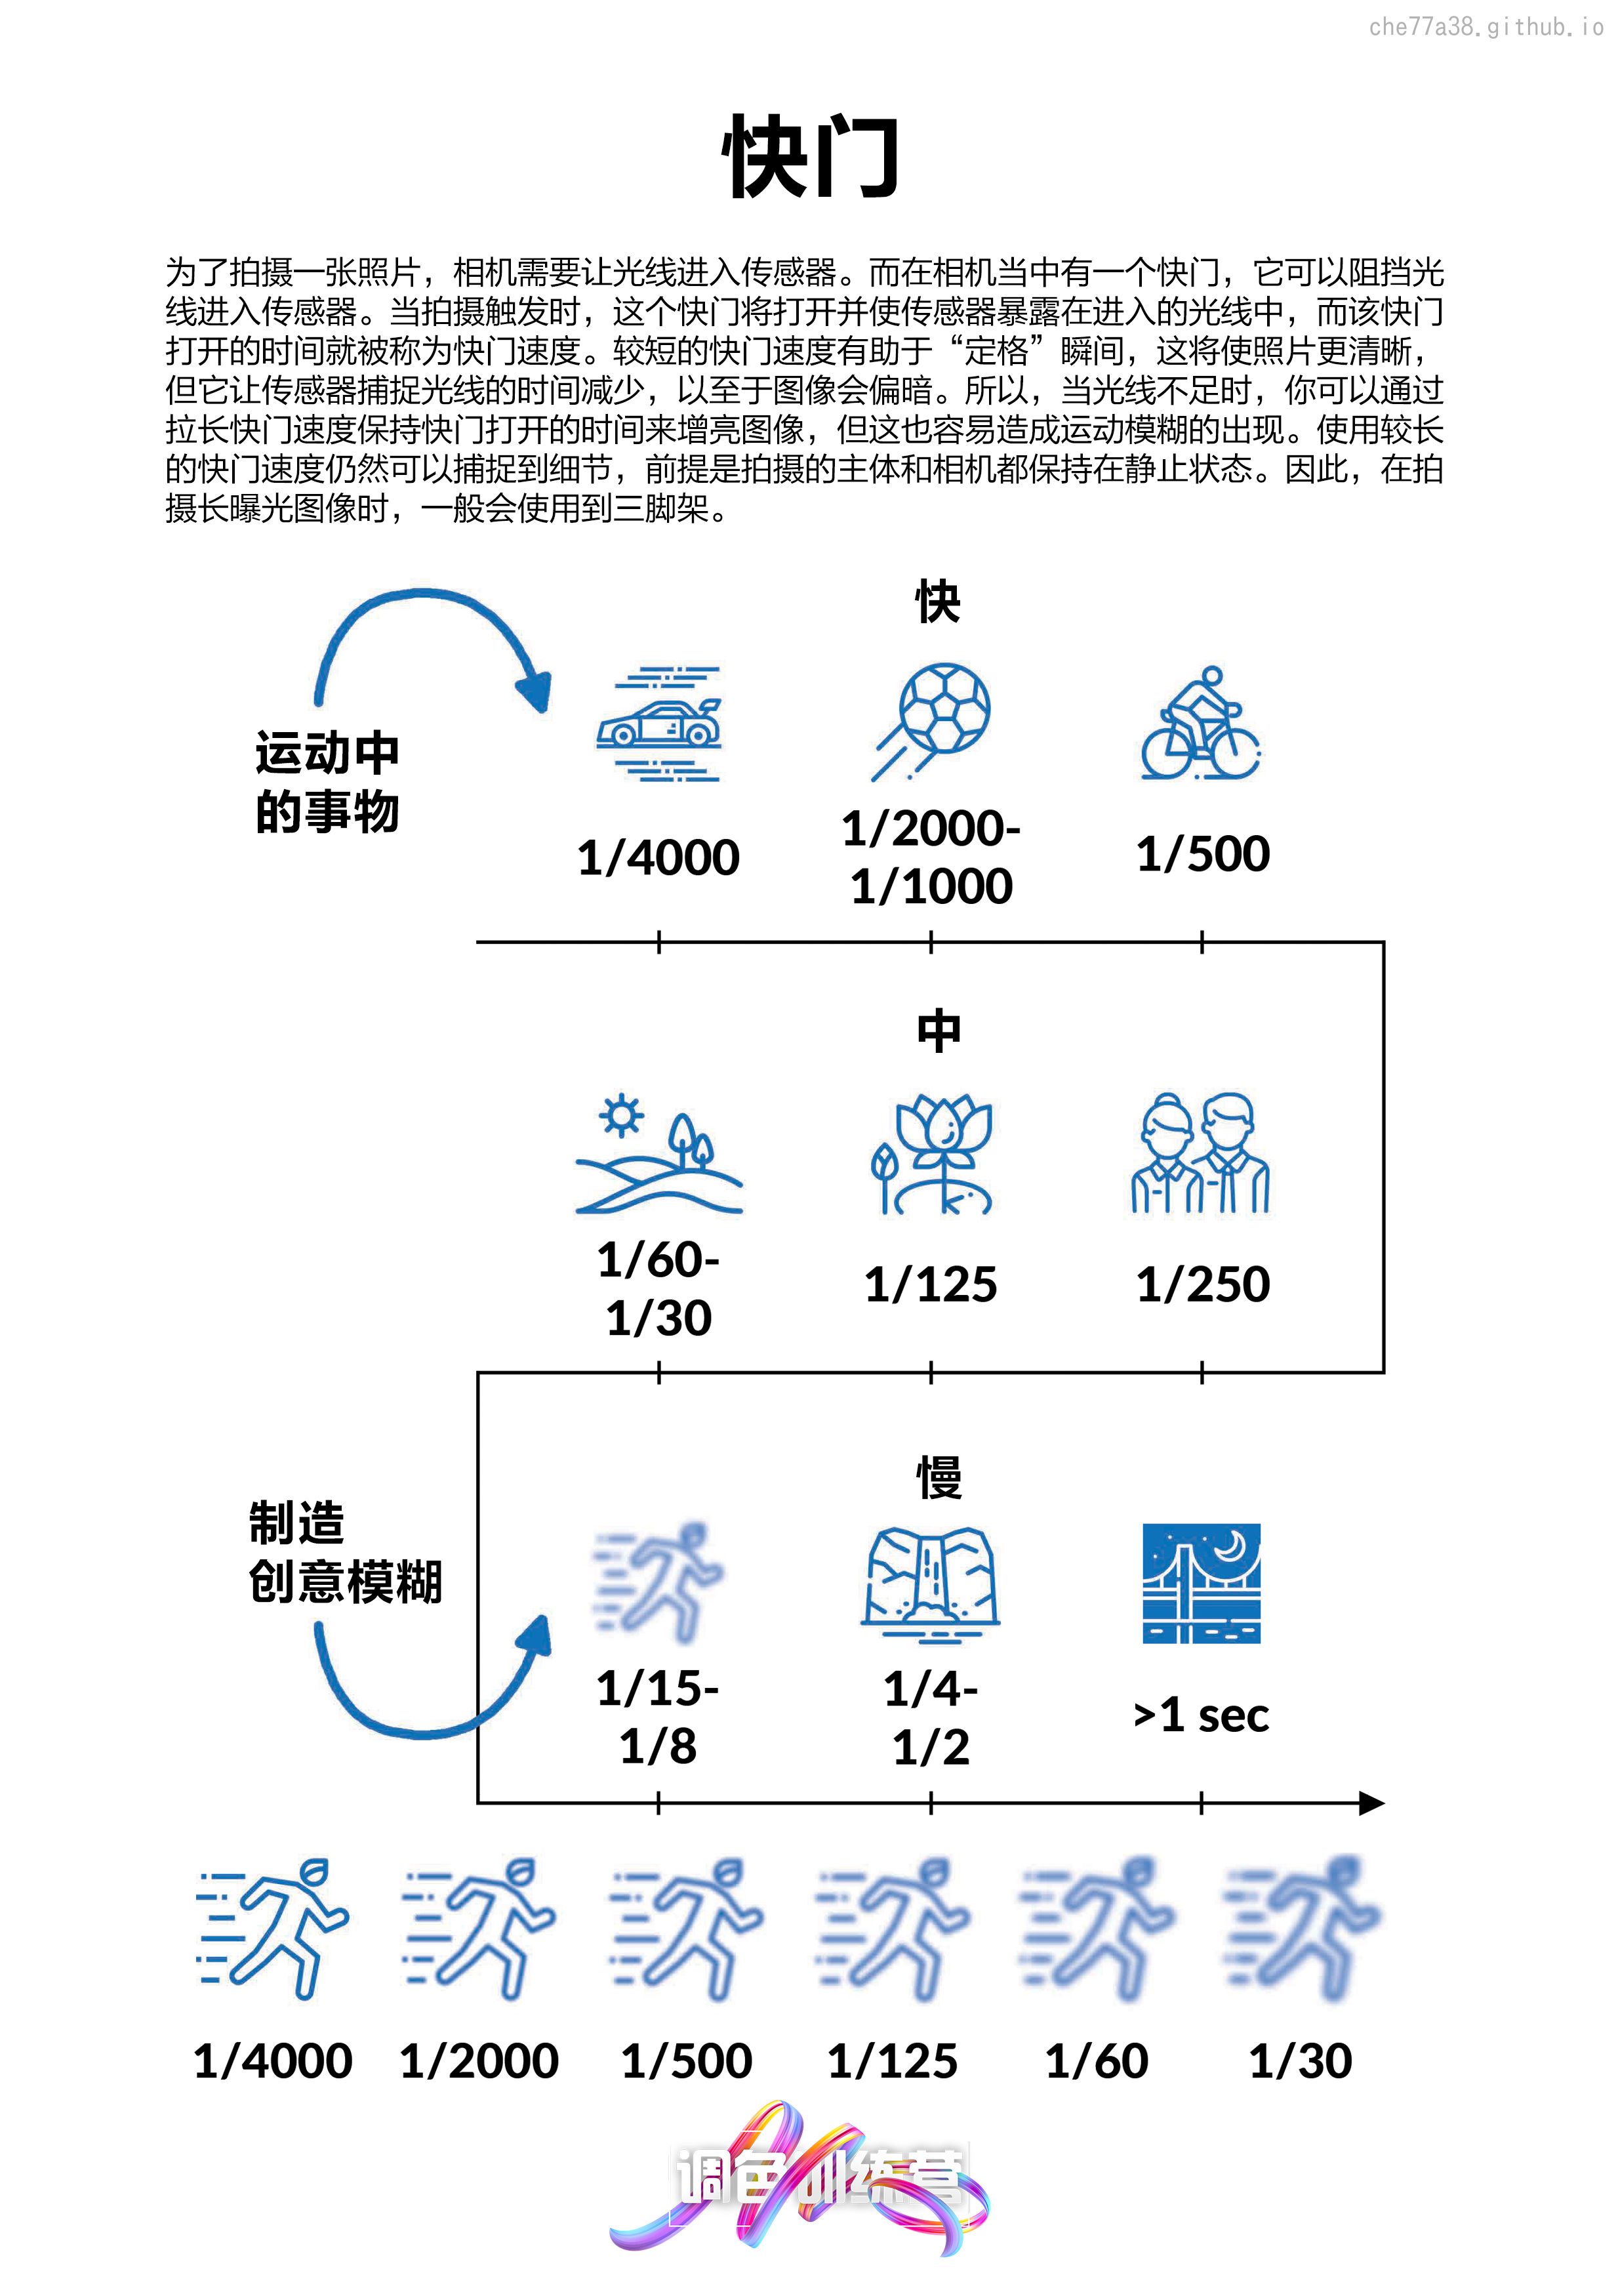 che77a38.github.io
快门
为了拍摄一张照片，相机需要让光线进入传感器。而在相机当中有一个快门，它可以阻挡光
线进入传感器。当拍摄触发时，这个快门将打开并使传感器暴露在进入的光线中，而该快门
打开的时间就被称为快门速度。较短的快门速度有助于“定格”瞬间，这将使照片更清晰，
但它让传感器捕捉光线的时间减少，以至于图像会偏暗。所以，当光线不足时，你可以通过
拉长快门速度保持快门打开的时间来增亮图像，但这也容易造成运动模糊的出现。使用较长
的快门速度仍然可以捕捉到细节，前提是拍摄的主体和相机都保持在静止状态。因此，在拍
摄长曝光图像时，一般会使用到三脚架。
快
运动中
的事物
1/4000
1/2000-
1/1000
1/500
中
1/60-
1/30
1/125
1/250
慢
制造
创意模糊
1/15-
1/8
1/4-
1/2
>1 sec
1/4000
1/2000
1/500
1/125
1/60
1/30
调色训练营